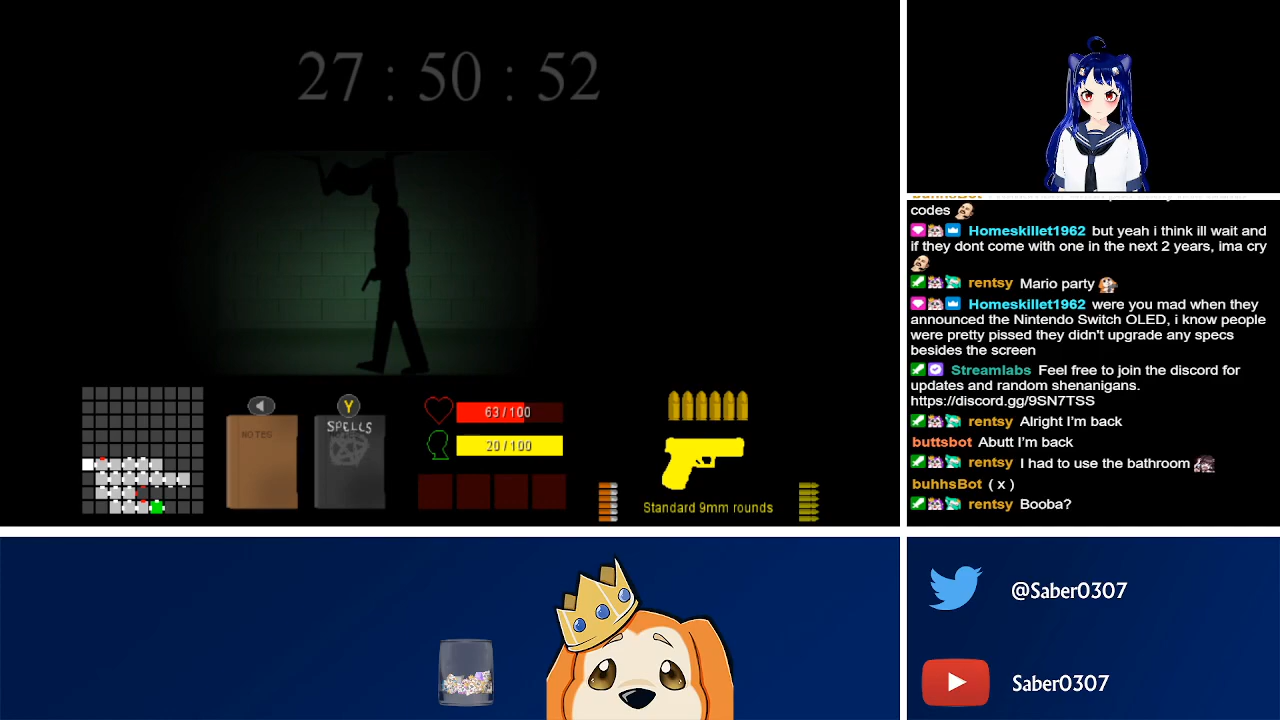 27 : 50 : 52
NOTES
Y
SPELLS
63 / 100
20 / 100
Standard 9mm rounds
codes
Homeskillet1962 but yeah i think ill wait and
if they dont come with one in the next 2 years, ima cry
rentsy Mario party
Homeskillet1962 were you mad when they
announced the Nintendo Switch OLED, i know people
were pretty pissed they didn't upgrade any specs
besides the screen
Streamlabs Feel free to join the discord for
updates and random shenanigans.
https://discord.gg/9SN7TSS
rentsy Alright I'm back
buttsbot Abutt I'm back
rentsy I had to use the bathroom
buhhsBot ( x )
rentsy Booba?
@Saber0307
Saber0307